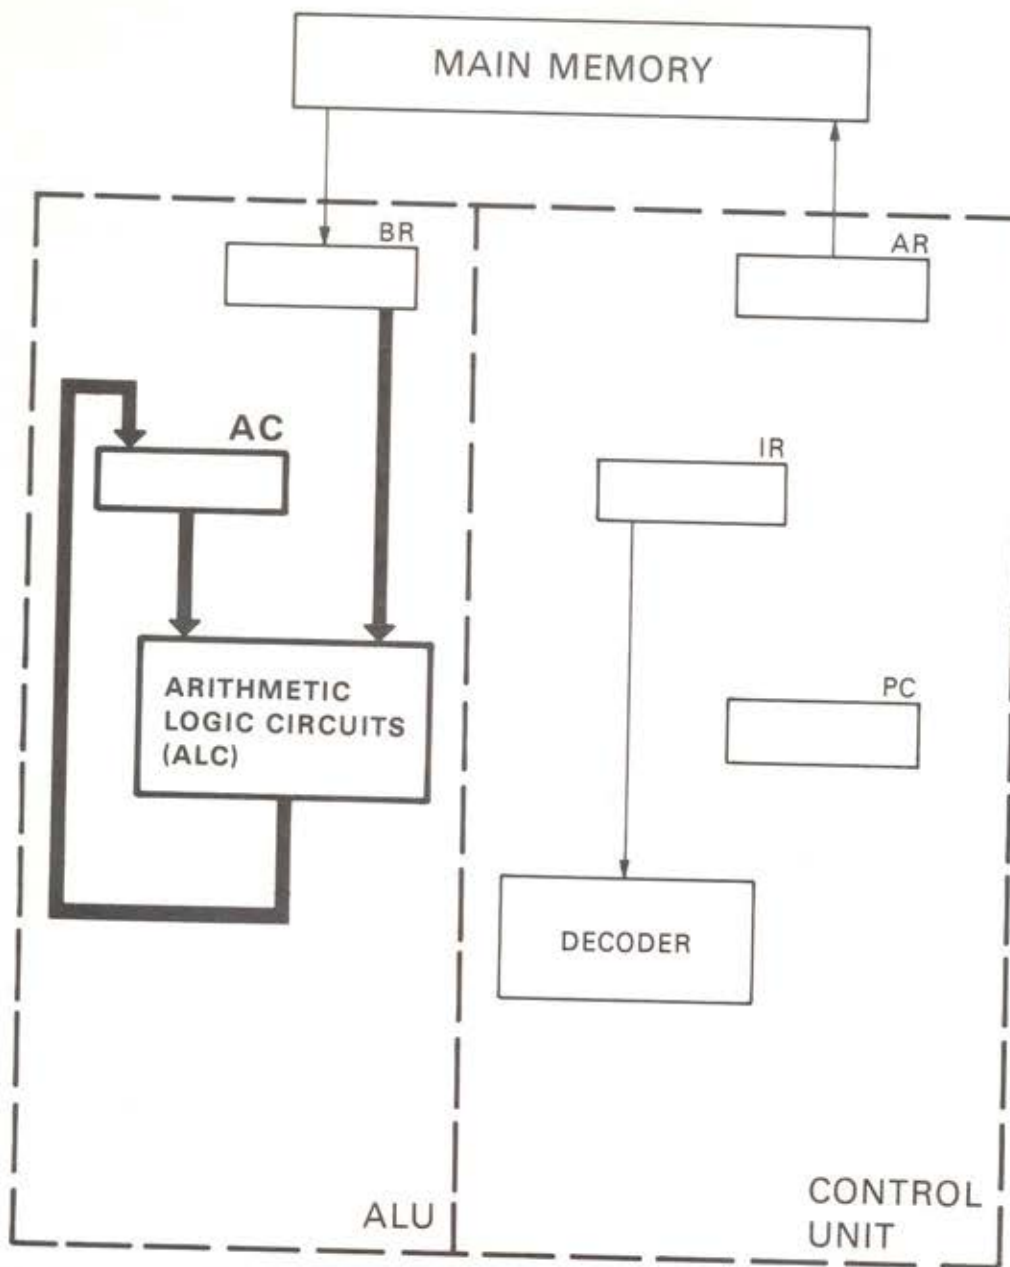 MAIN MEMORY
BR
AR
AC
IR
ARITHMETIC
LOGIC CIRCUITS
(ALC)
PC
DECODER
ALU
CONTROL
UNIT